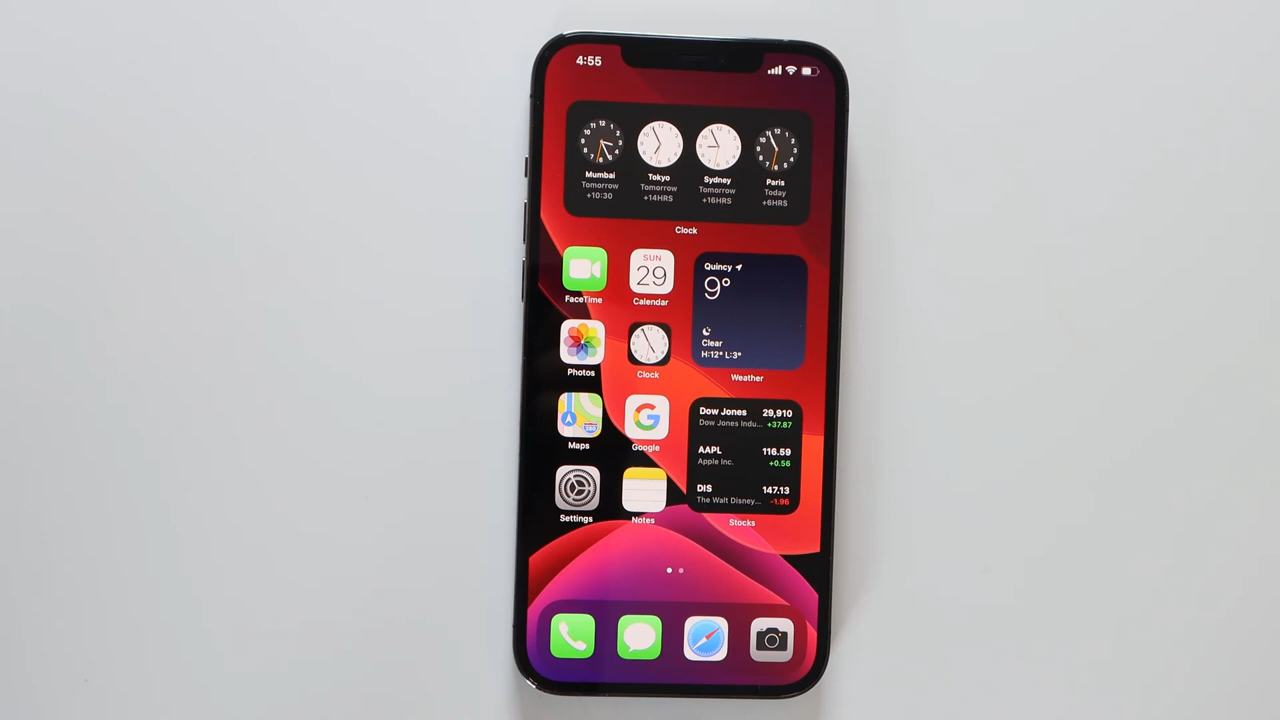 4:55
Mumbai
Tomorrow
+10:30
Tokyo
Tomorrow
+14HRS
Sydney
Tomorrow
+16HRS
Paris
Today
+6HRS
Clock
FaceTime
SUN
29
Calendar
Quincy
9°
Clear
H:12° L:3°
Weather
Photos
Clock
Maps
G
Google
Dow Jones 29,910
Dow Jones Indu... +37.87
AAPL 116.59
Apple Inc. +0.56
DIS 147.13
The Walt Disney... -1.96
Stocks
Settings
Notes